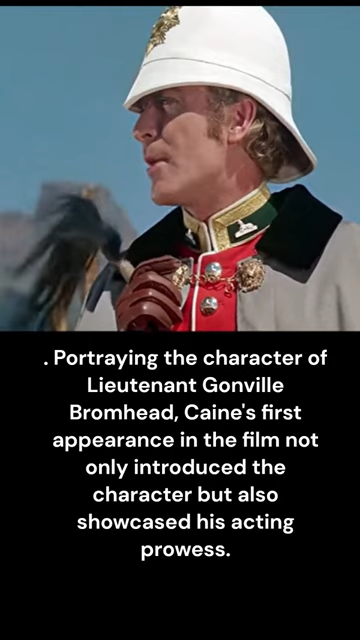 . Portraying the character of
Lieutenant Gonville
Bromhead, Caine's first
appearance in the film not
only introduced the
character but also
showcased his acting
prowess.